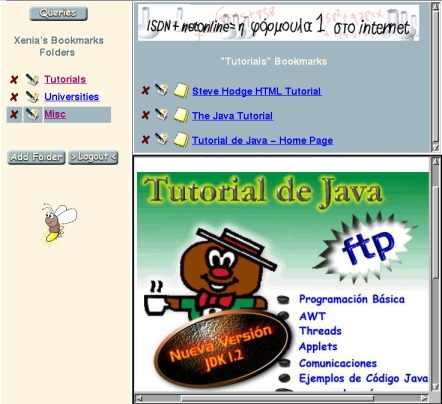 Queries
Xenia's Bookmarks
Folders
Tutorials
Universities
Misc
Add Folder
> Logout <
ISDN + netonline = η φόρμουλα 1 στο internet
"Tutorials" Bookmarks
Steve Hodge HTML Tutorial
The Java Tutorial
Tutorial de Java – Home Page
Tutorial de Java
ftp
Nueva Versión
JDK 1.2
Programación Básica
AWT
Threads
Applets
Comunicaciones
Ejemplos de Código Java